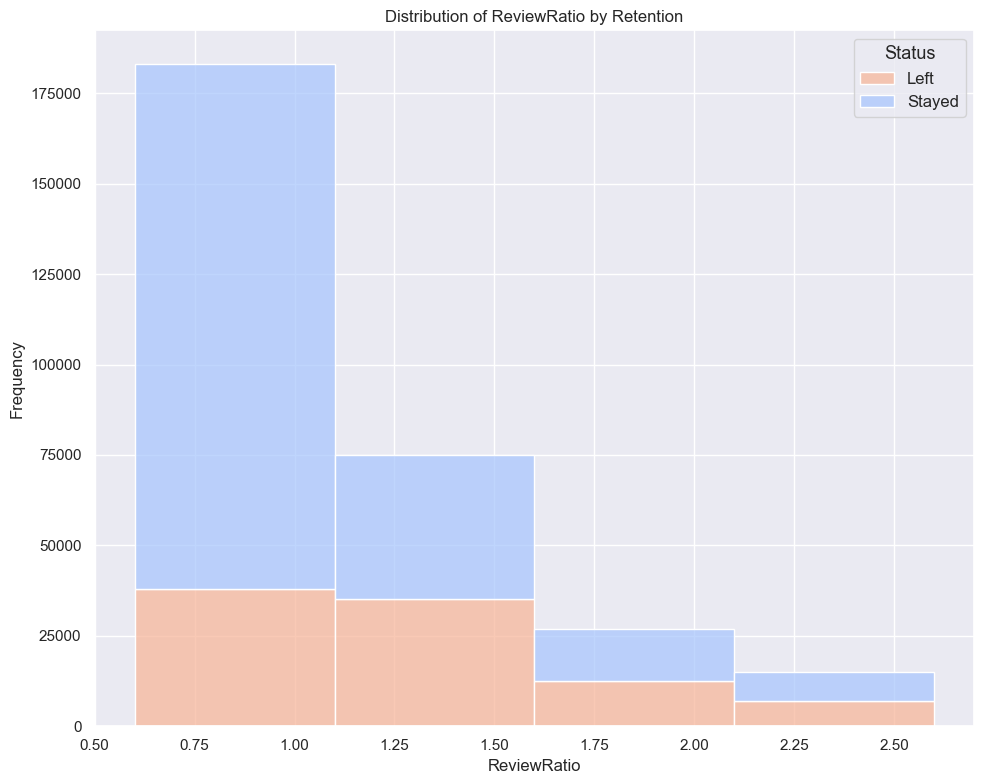 Distribution of ReviewRatio by Retention
Status
Left
Stayed
Frequency
175000
150000
125000
100000
75000
50000
25000
0
0.50 0.75 1.00 1.25 1.50 1.75 2.00 2.25 2.50
ReviewRatio